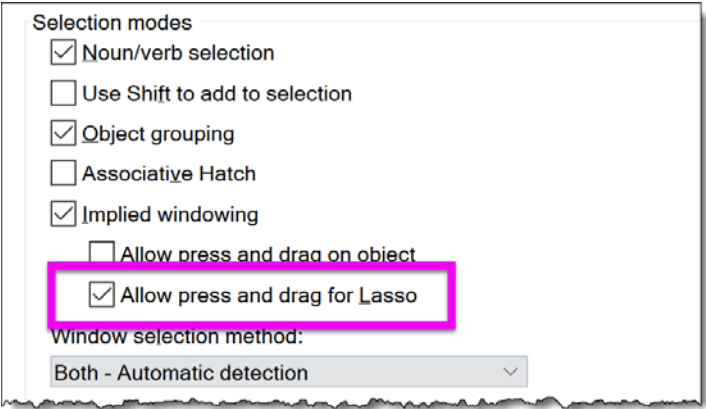 Selection modes
Noun/verb selection
Use Shift to add to selection
Object grouping
Associative Hatch
Implied windowing
Allow press and drag on object
Allow press and drag for Lasso
Window selection method:
Both - Automatic detection